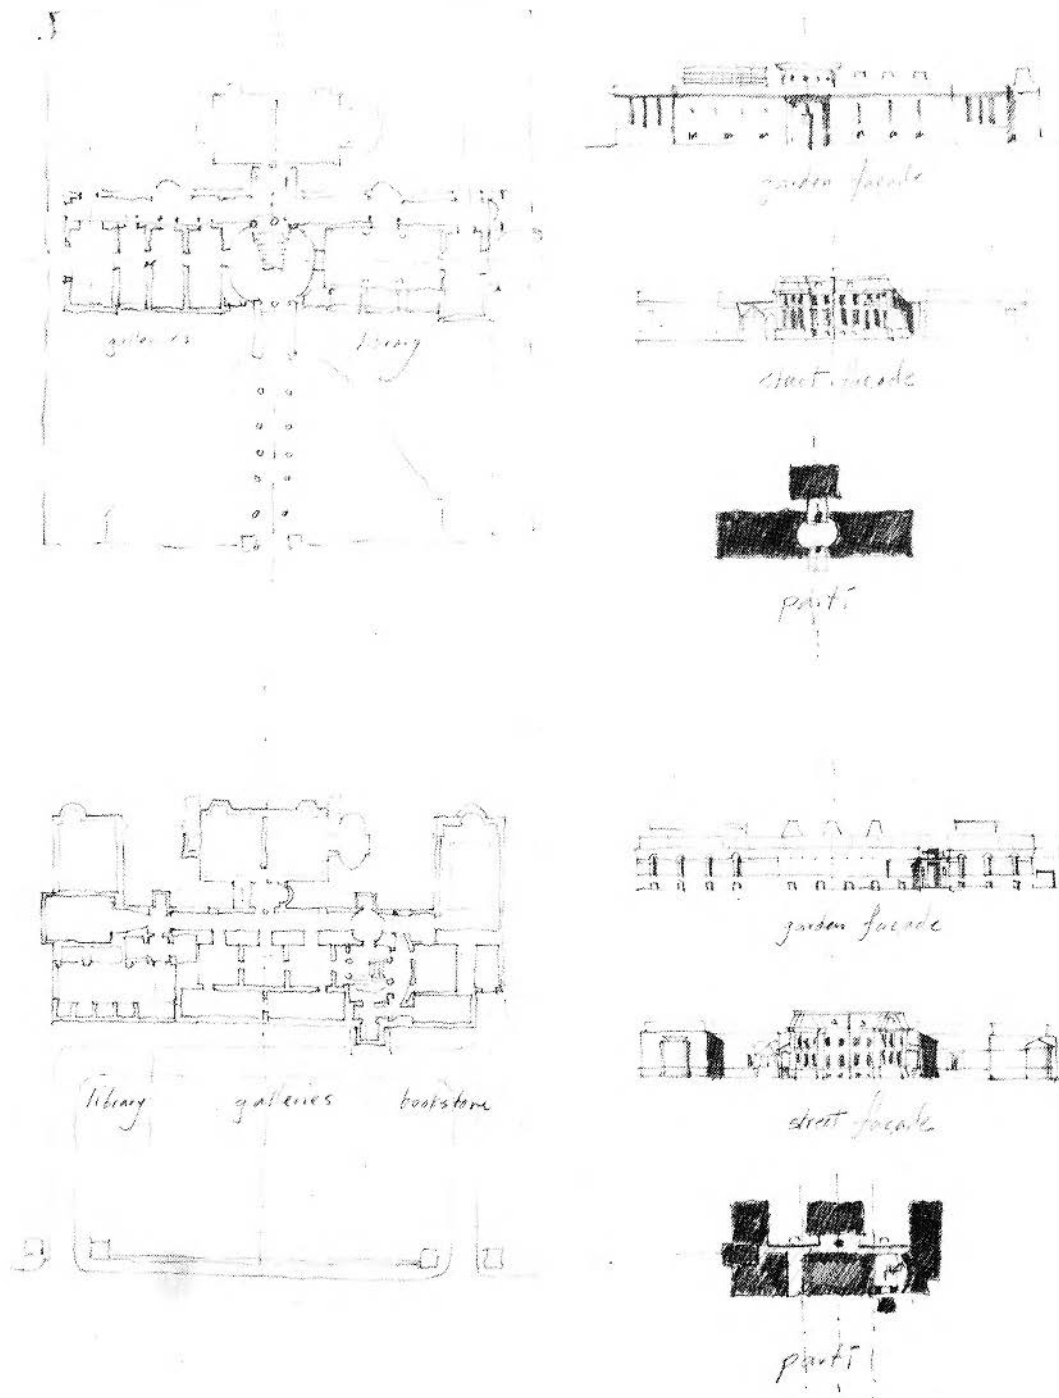 garden facade
galleries
library
street facade
parti
garden facade
library
galleries
bookstore
street facade
parti